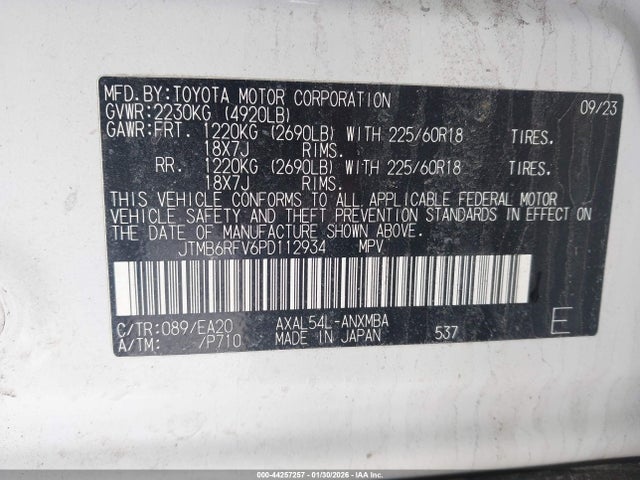 MFD.BY:TOYOTA MOTOR CORPORATION 09/23
GVWR:2230KG (4920LB)
GAWR:FRT. 1220KG (2690LB) WITH 225/60R18 TIRES.
18X7J RIMS.
RR. 1220KG (2690LB) WITH 225/60R18 TIRES.
18X7J RIMS.
THIS VEHICLE CONFORMS TO ALL APPLICABLE FEDERAL MOTOR
VEHICLE SAFETY AND THEFT PREVENTION STANDARDS IN EFFECT ON
THE DATE OF MANUFACTURE SHOWN ABOVE.
JTMB6RFV6PD112934 MPV
C/TR:089/EA20 AXAL54L-ANXMBA
A/TM: /P710 MADE IN JAPAN 537 E
000-44257257 - 01/30/2026 - IAAI